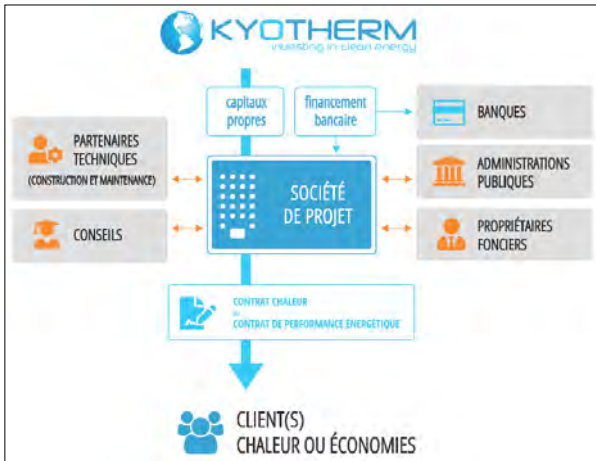 KYOTHERM
investing in clean energy
capitaux
propres
financement
bancaire
BANQUES
PARTENAIRES
TECHNIQUES
(CONSTRUCTION ET MAINTENANCE)
SOCIÉTÉ
DE PROJET
ADMINISTRATIONS
PUBLIQUES
CONSEILS
PROPRIÉTAIRES
FONCIERS
CONTRAT CHALEUR
ou
CONTRAT DE PERFORMANCE ENERGÉTIQUE
CLIENT(S)
CHALEUR OU ÉCONOMIES